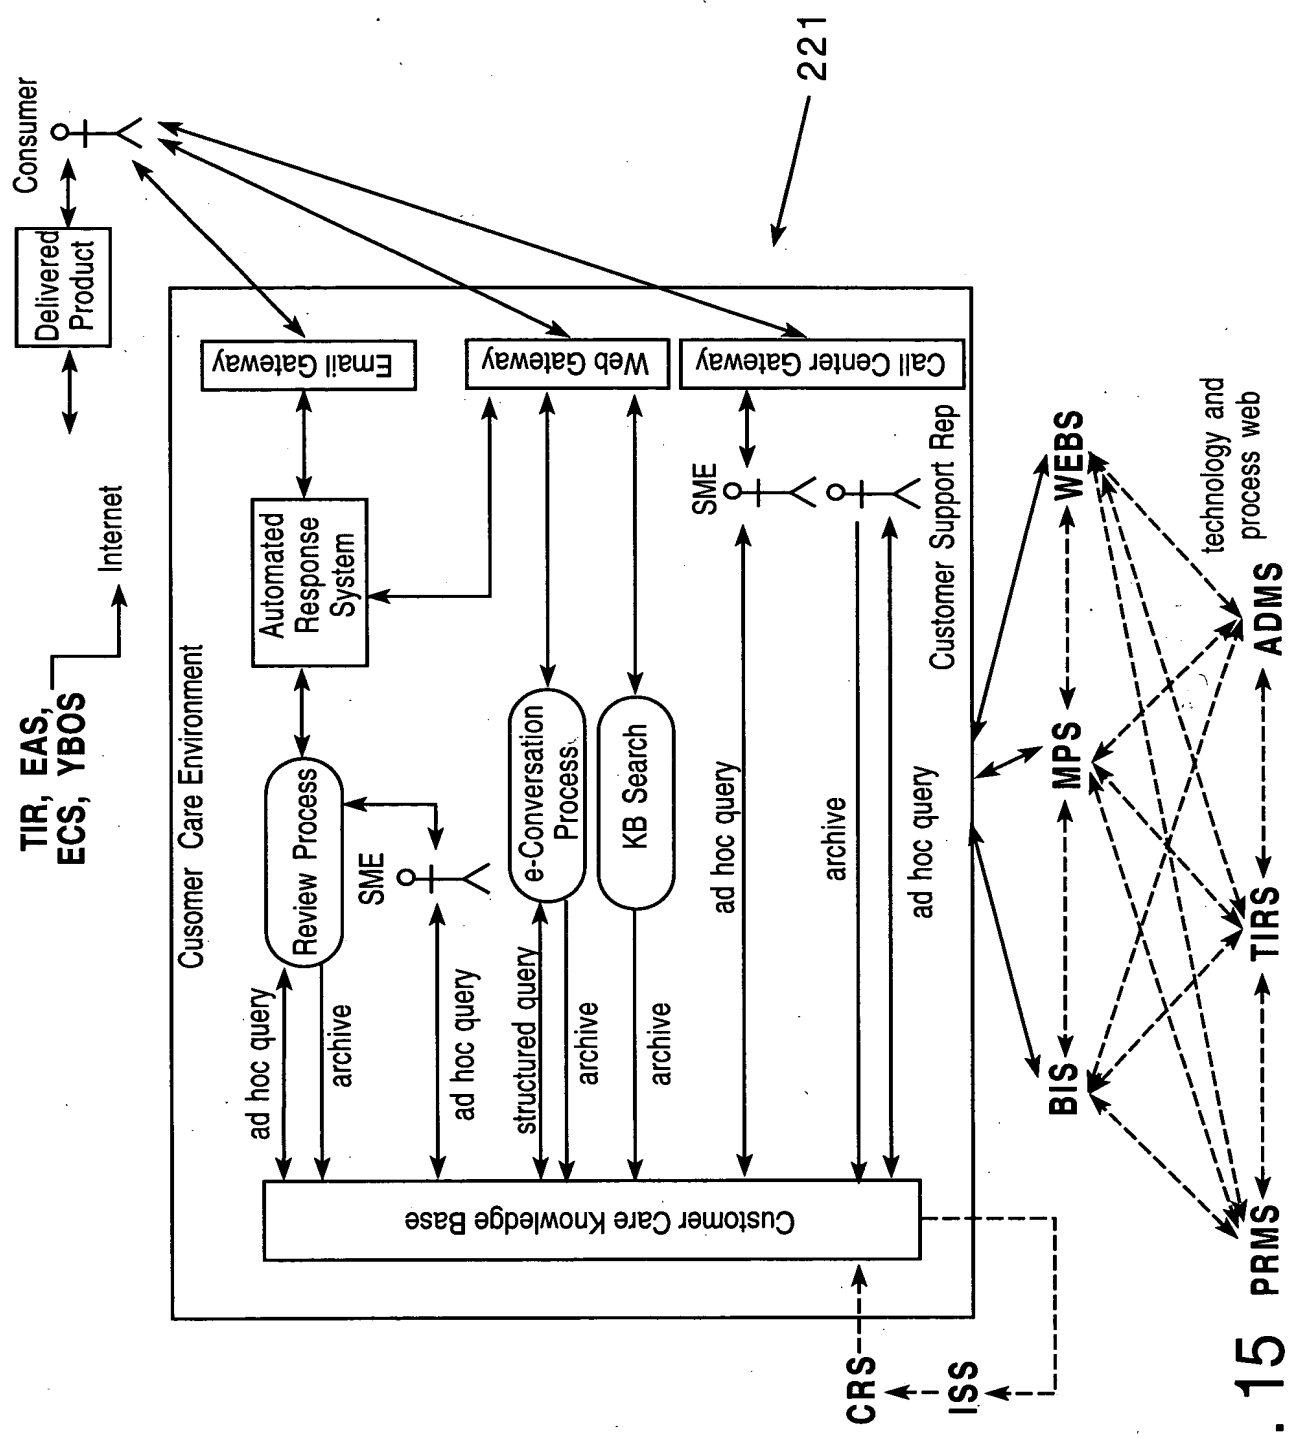 TIR, EAS,
ECS, YBOS
Internet
Delivered
Product
Consumer
Cusomer Care Environment
Review Process
ad hoc query
archive
SME
ad hoc query
Automated
Response
System
Email Gateway
structured query
archive
e-Conversation
Process
KB Search
archive
Web Gateway
ad hoc query
SME
Call Center
Gateway
archive
ad hoc query
Customer Support Rep
Customer Care Knowledge Base
221
CRS
ISS
BIS
MPS
WEBS
PRMS
TIRS
ADMS
technology and
process web
. 15